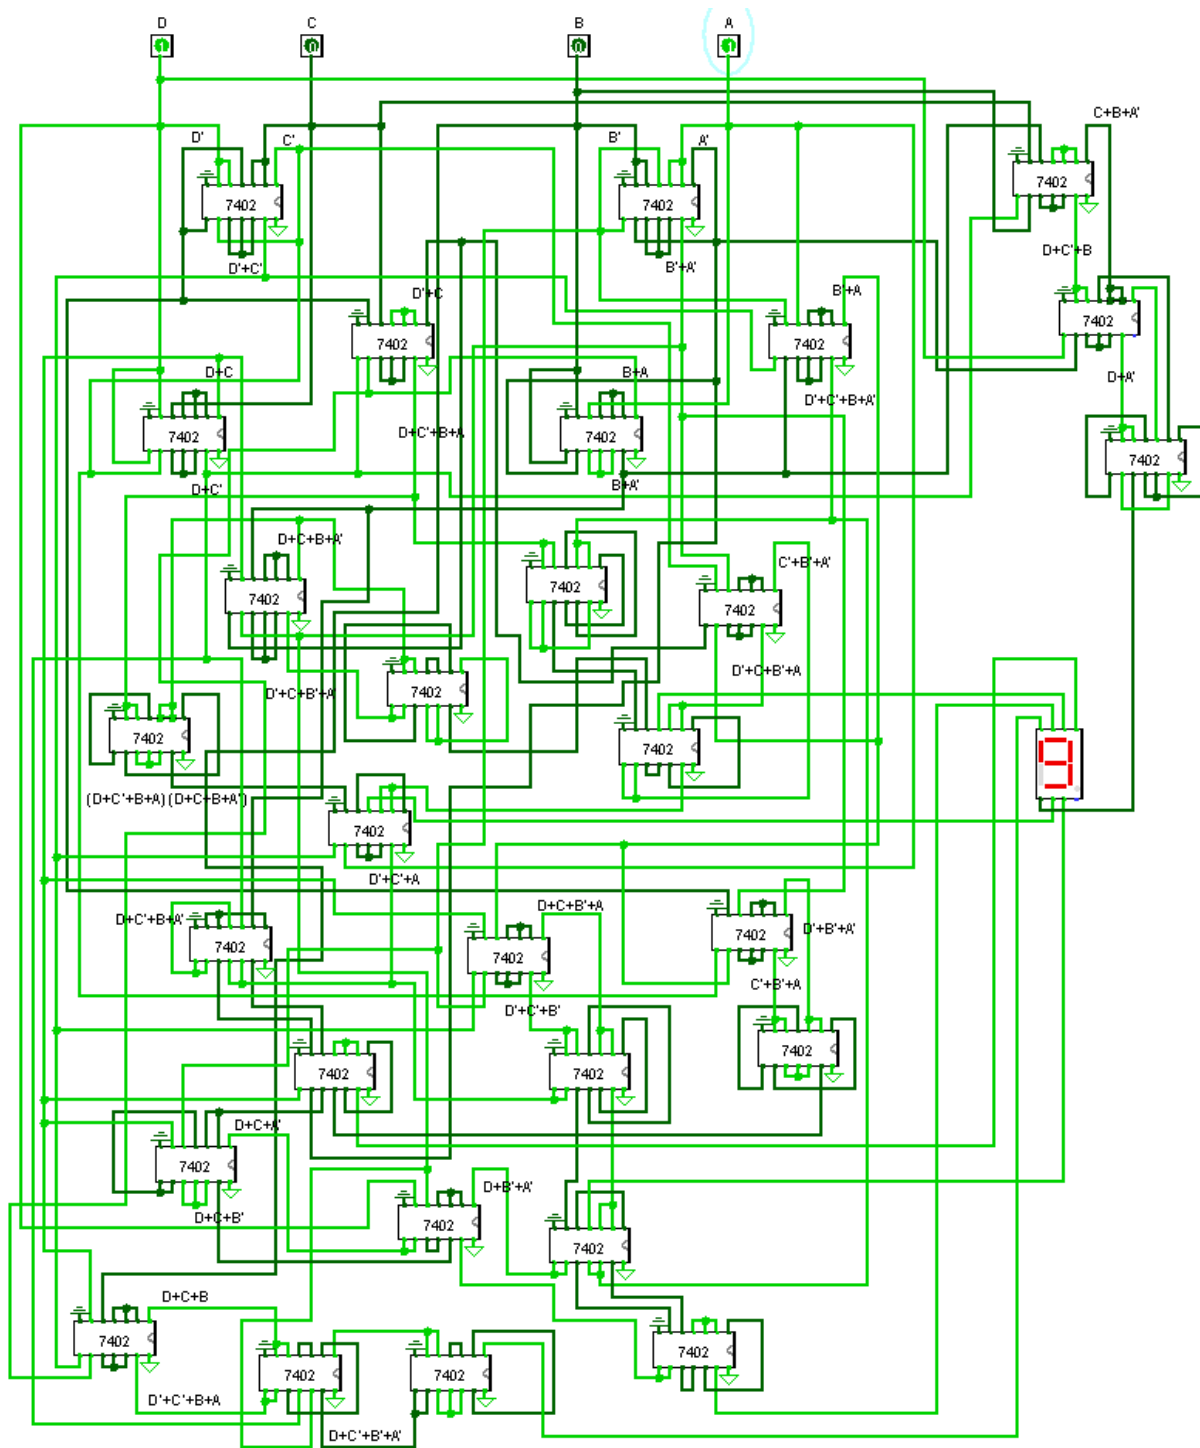 D C B A
C+B+A'
D' C' B' A'
7402 7402 7402
D'+C' B'+A' D+C'+B
D'+C B'+A
7402 7402 7402
D+C B+A D'+C'+B+A' D+A'
7402 D+C'+B+A 7402
7402
D+C' B+A'
D+C+B+A' C'+B'+A'
7402 7402 7402
D'+C+B'+A D'+C+B'+A
7402
7402 7402
(D+C'+B+A)(D+C+B+A')
7402
D'+C'+A
D+C'+B+A' D+C+B'+A D'+B'+A'
7402 7402 7402
D'+C'+B' C'+B'+A
7402 7402 7402
D+C+A'
7402
D+B'+A'
D+C+B'
7402 7402
D+C+B
7402 7402
7402 7402
D'+C'+B+A
D+C'+B'+A'